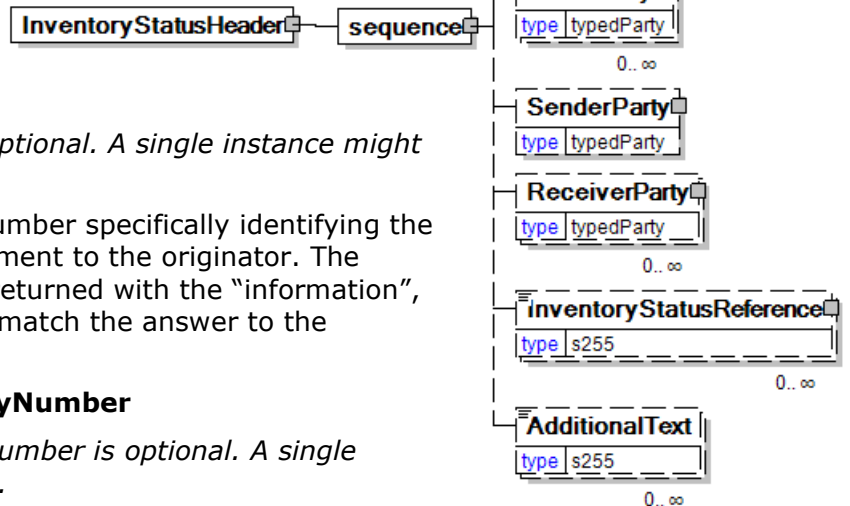 InventoryStatusHeader
sequence
type typedParty
0.. ∞
SenderParty
type typedParty
ReceiverParty
type typedParty
0.. ∞
InventoryStatusReference
type s255
0.. ∞
AdditionalText
type s255
0.. ∞
ptional. A single instance might
umber specifically identifying the
ment to the originator. The
eturned with the “information”,
match the answer to the
yNumber
umber is optional. A single
.